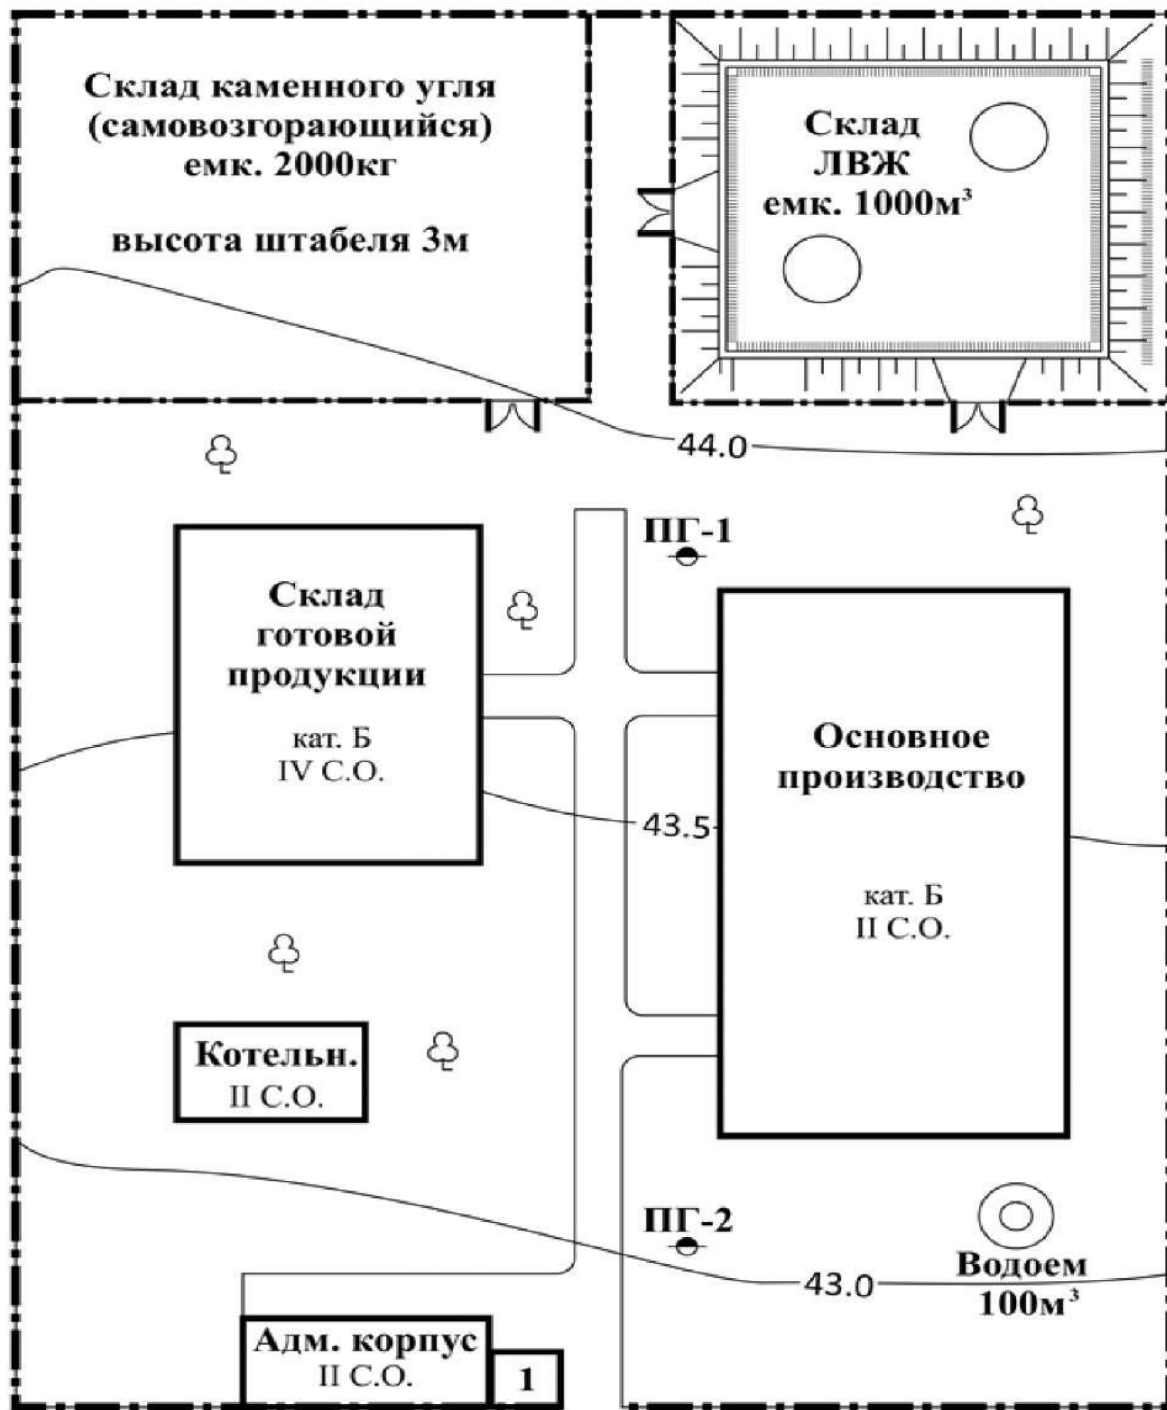 Склад каменного угля
(самовозгорающийся)
емк. 2000кг
высота штабеля 3м
Склад
ЛВЖ
емк. 1000м³
44.0
ПГ-1
Склад
готовой
продукции
кат. Б
IV С.О.
Основное
производство
43.5
кат. Б
II С.О.
Котельн.
II С.О.
ПГ-2
Водоем
100м³
43.0
Адм. корпус
II С.О.
1